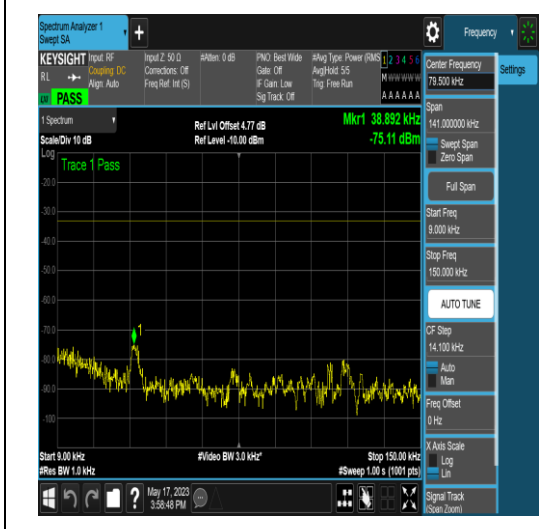 Spectrum Analyzer 1
Swept SA
+
Frequency
KEYSIGHT
RL
Input: RF
Coupling: DC
Align: Auto
Input Z: 50 Ω
Corrections: Off
Freq Ref: Int (S)
#Atten: 0 dB
PNO: Best Wide
Gate: Off
IF Gain: Low
Sig Track: Off
#Avg Type: Power (RMS
Avg|Hold: 5/5
Trig: Free Run
1 2 3 4 5 6
M W W W W W
A A A A A A
PASS
1 Spectrum
Scale/Div 10 dB
Ref Lvl Offset 4.77 dB
Ref Level -10.00 dBm
Mkr1 38.892 kHz
-75.11 dBm
Log
Trace 1 Pass
-20.0
-30.0
-40.0
-50.0
-60.0
-70.0
-80.0
-90.0
-100
1
Start 9.00 kHz
#Res BW 1.0 kHz
#Video BW 3.0 kHz*
Stop 150.00 kHz
#Sweep 1.00 s (1001 pts)
Center Frequency
79.500 kHz
Settings
Span
141.000000 kHz
Swept Span
Zero Span
Full Span
Start Freq
9.000 kHz
Stop Freq
150.000 kHz
AUTO TUNE
CF Step
14.100 kHz
Auto
Man
Freq Offset
0 Hz
X Axis Scale
Log
Lin
Signal Track
(Span Zoom)
?
May 17, 2023
3:58:48 PM